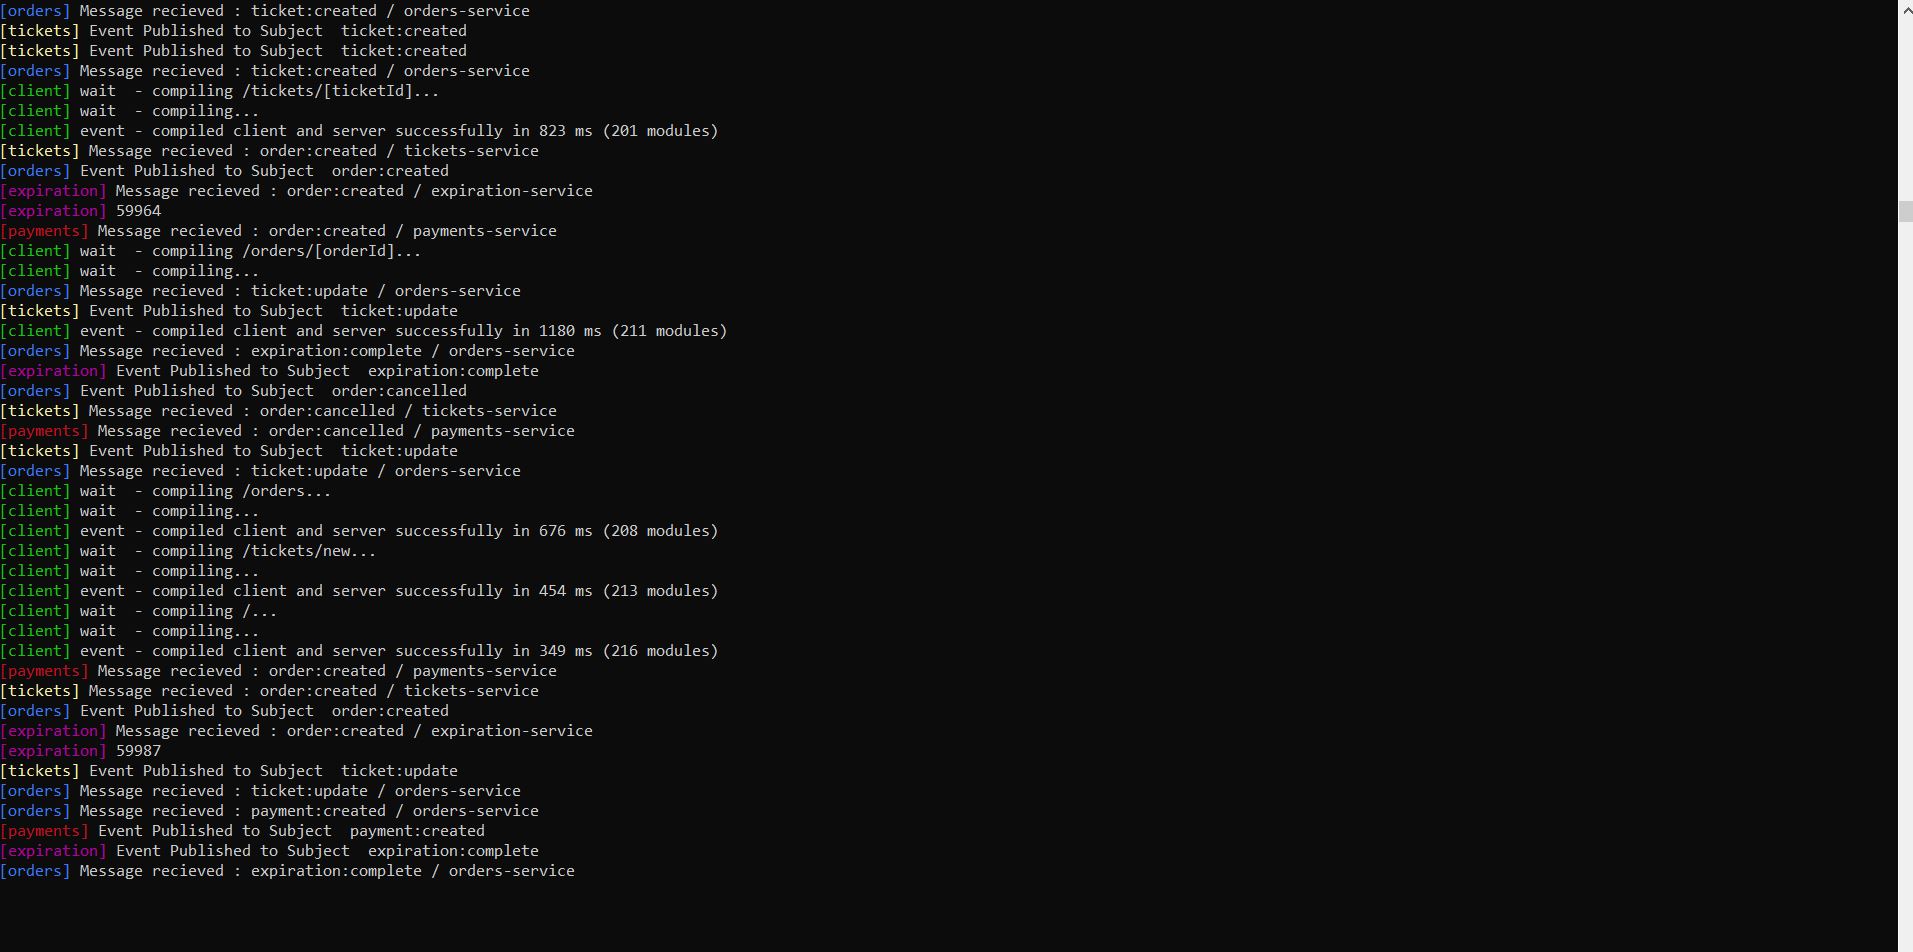 [orders] Message recieved : ticket:created / orders-service
[tickets] Event Published to Subject  ticket:created
[tickets] Event Published to Subject  ticket:created
[orders] Message recieved : ticket:created / orders-service
[client] wait  - compiling /tickets/[ticketId]...
[client] wait  - compiling...
[client] event - compiled client and server successfully in 823 ms (201 modules)
[tickets] Message recieved : order:created / tickets-service
[orders] Event Published to Subject  order:created
[expiration] Message recieved : order:created / expiration-service
[expiration] 59964
[payments] Message recieved : order:created / payments-service
[client] wait  - compiling /orders/[orderId]...
[client] wait  - compiling...
[orders] Message recieved : ticket:update / orders-service
[tickets] Event Published to Subject  ticket:update
[client] event - compiled client and server successfully in 1180 ms (211 modules)
[orders] Message recieved : expiration:complete / orders-service
[expiration] Event Published to Subject  expiration:complete
[orders] Event Published to Subject  order:cancelled
[tickets] Message recieved : order:cancelled / tickets-service
[payments] Message recieved : order:cancelled / payments-service
[tickets] Event Published to Subject  ticket:update
[orders] Message recieved : ticket:update / orders-service
[client] wait  - compiling /orders...
[client] wait  - compiling...
[client] event - compiled client and server successfully in 676 ms (208 modules)
[client] wait  - compiling /tickets/new...
[client] wait  - compiling...
[client] event - compiled client and server successfully in 454 ms (213 modules)
[client] wait  - compiling /...
[client] wait  - compiling...
[client] event - compiled client and server successfully in 349 ms (216 modules)
[payments] Message recieved : order:created / payments-service
[tickets] Message recieved : order:created / tickets-service
[orders] Event Published to Subject  order:created
[expiration] Message recieved : order:created / expiration-service
[expiration] 59987
[tickets] Event Published to Subject  ticket:update
[orders] Message recieved : ticket:update / orders-service
[orders] Message recieved : payment:created / orders-service
[payments] Event Published to Subject  payment:created
[expiration] Event Published to Subject  expiration:complete
[orders] Message recieved : expiration:complete / orders-service